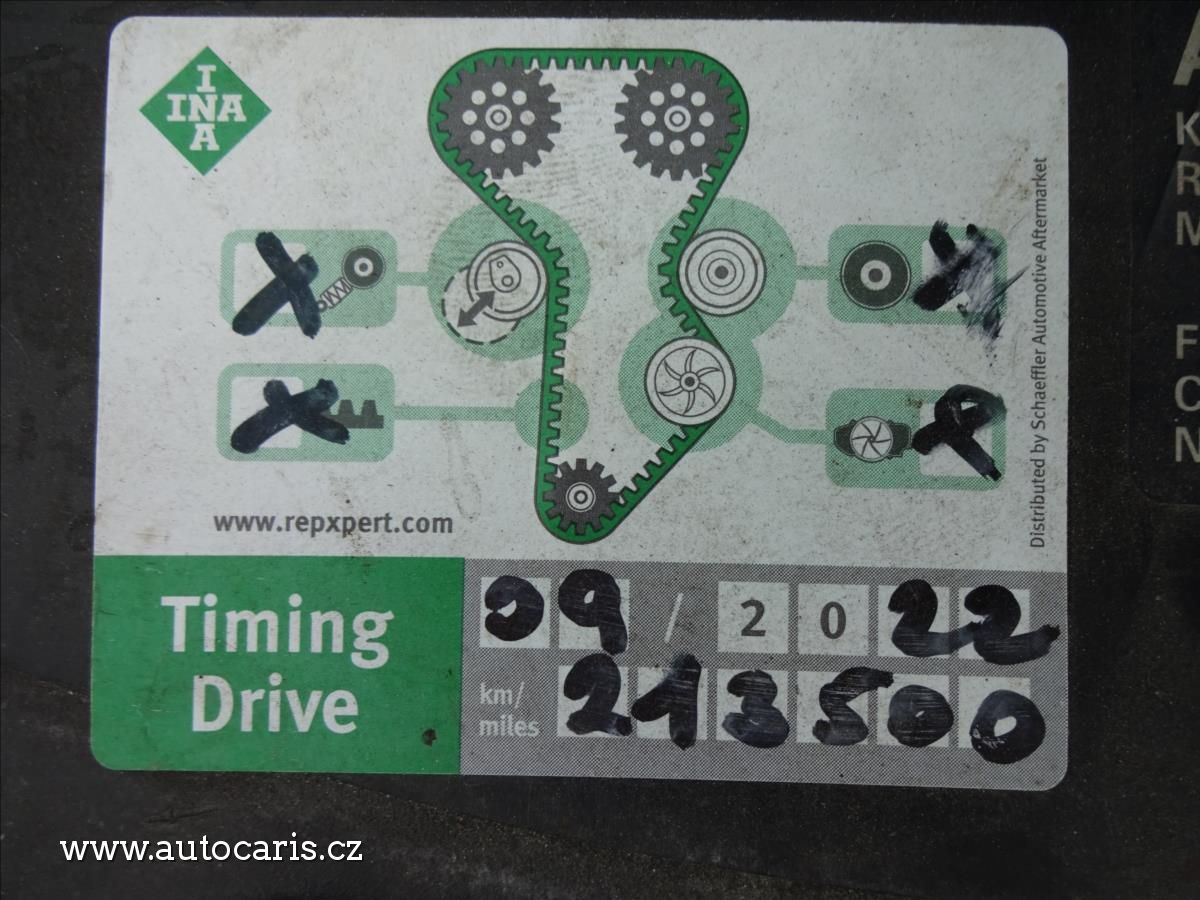 I
INA
A
www.repxpert.com
Distributed by Schaeffler Automotive Aftermarket
Timing
Drive
09 / 2022
km/
miles
213500
A
K
R
M
F
C
N
www.autocaris.cz